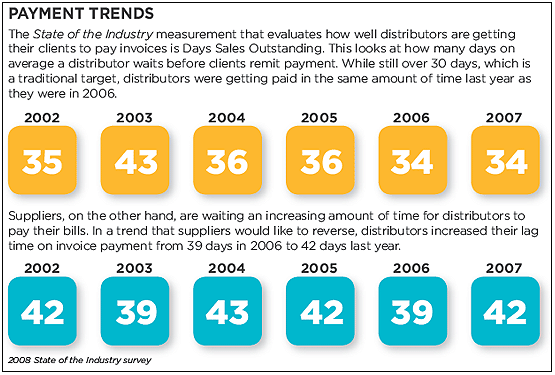 PAYMENT TRENDS
The State of the Industry measurement that evaluates how well distributors are getting
their clients to pay invoices is Days Sales Outstanding. This looks at how many days on
average a distributor waits before clients remit payment. While still over 30 days, which is
a traditional target, distributors were getting paid in the same amount of time last year as
they were in 2006.
2002 2003 2004 2005 2006 2007
35 43 36 36 34 34
Suppliers, on the other hand, are waiting an increasing amount of time for distributors to
pay their bills. In a trend that suppliers would like to reverse, distributors increased their lag
time on invoice payment from 39 days in 2006 to 42 days last year.
2002 2003 2004 2005 2006 2007
42 39 43 42 39 42
2008 State of the Industry survey